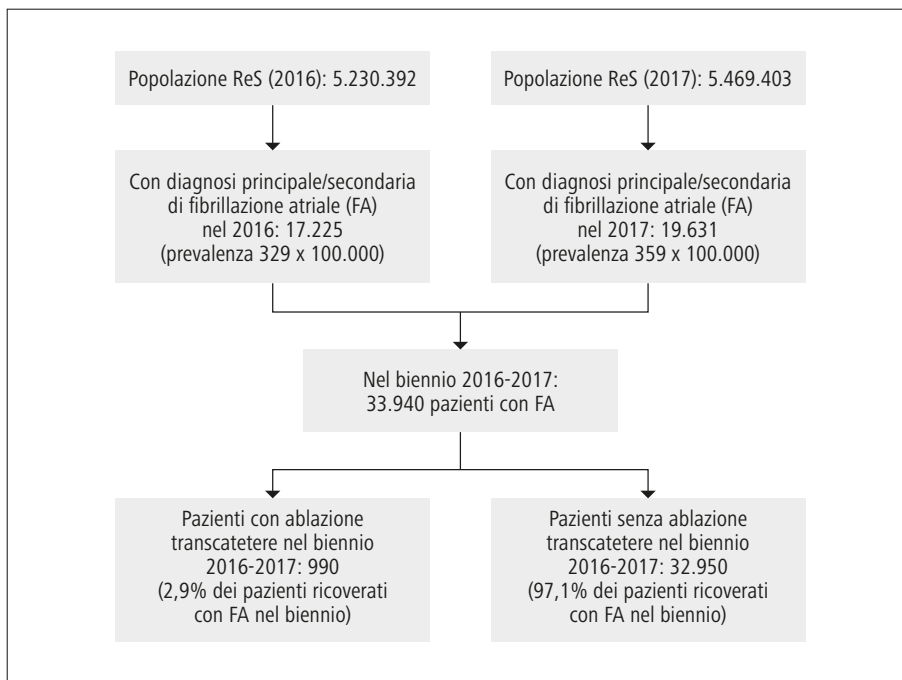 Popolazione ReS (2016): 5.230.392
Popolazione ReS (2017): 5.469.403
Con diagnosi principale/secondaria
di fibrillazione atriale (FA)
nel 2016: 17.225
(prevalenza 329 x 100.000)
Con diagnosi principale/secondaria
di fibrillazione atriale (FA)
nel 2017: 19.631
(prevalenza 359 x 100.000)
Nel biennio 2016-2017:
33.940 pazienti con FA
Pazienti con ablazione
transcatetere nel biennio
2016-2017: 990
(2,9% dei pazienti ricoverati
con FA nel biennio)
Pazienti senza ablazione
transcatetere nel biennio
2016-2017: 32.950
(97,1% dei pazienti ricoverati
con FA nel biennio)